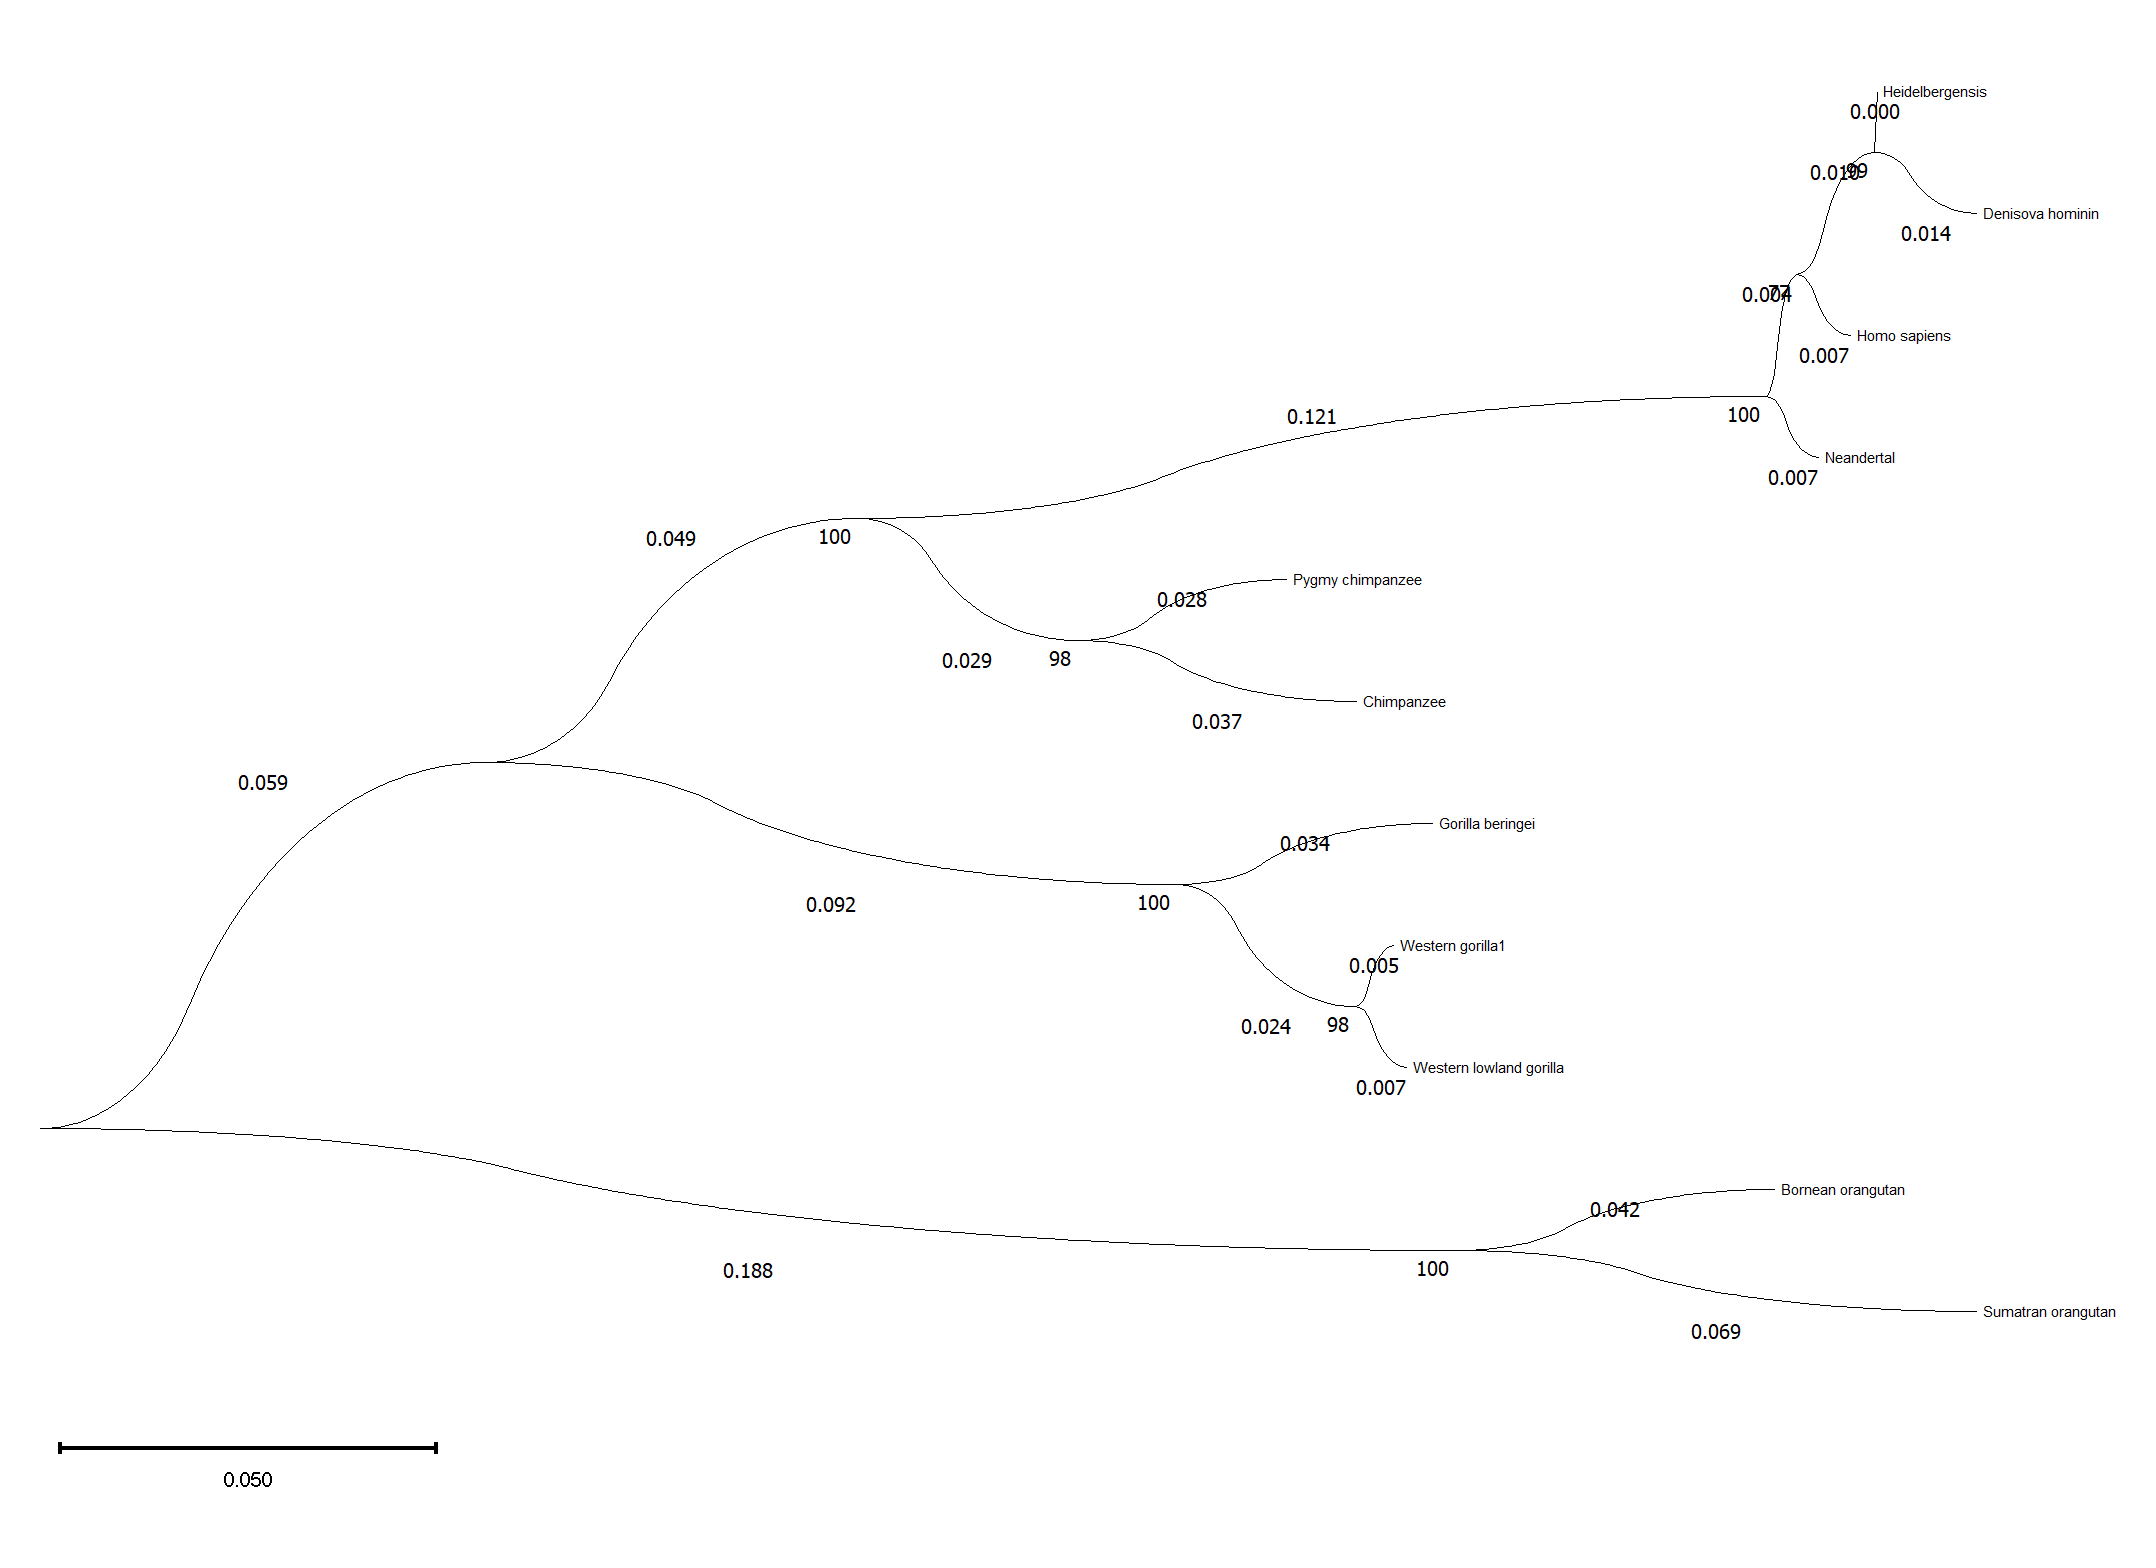 Heidelbergensis
0.000
0.010
99
Denisova hominin
0.014
0.004
77
Homo sapiens
0.007
0.121
100
Neandertal
0.007
0.049
100
Pygmy chimpanzee
0.028
0.029
98
Chimpanzee
0.037
0.059
Gorilla beringei
0.034
0.092
100
Western gorilla1
0.005
0.024
98
Western lowland gorilla
0.007
Bornean orangutan
0.042
0.188
100
Sumatran orangutan
0.069
0.050